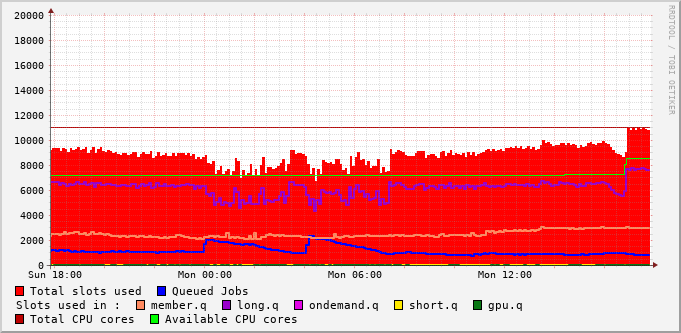 RRDTOOL / TOBI OETIKER
20000
18000
16000
14000
12000
10000
8000
6000
4000
2000
0
Sun 18:00 Mon 00:00 Mon 06:00 Mon 12:00
Total slots used Queued Jobs
Slots used in : member.q long.q ondemand.q short.q gpu.q
Total CPU cores Available CPU cores